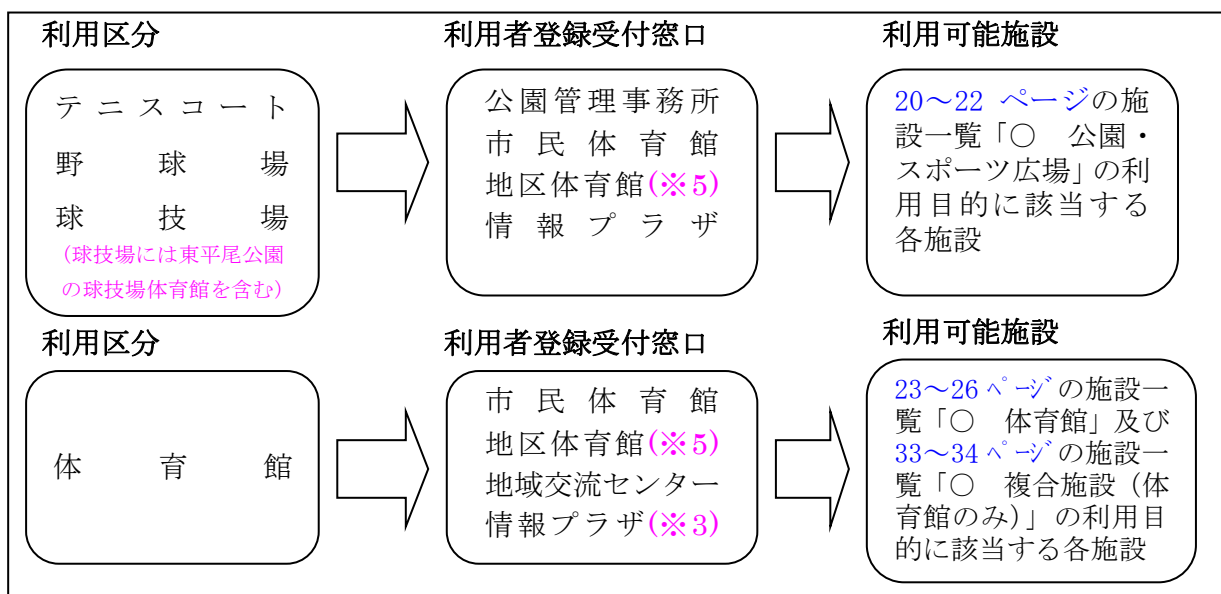 利用区分
利用者登録受付窓口
利用可能施設
テニスコート
野球場
球技場
(球技場には東平尾公園
の球技場体育館を含む)
公園管理事務所
市民体育館
地区体育館(※5)
情報プラザ
20～22 ページの施
設一覧「○　公園・
スポーツ広場」の利
用目的に該当する
各施設
利用区分
利用者登録受付窓口
利用可能施設
体育館
市民体育館
地区体育館(※5)
地域交流センター
情報プラザ(※3)
23～26 ﾍﾟｰｼﾞの施設一
覧「○　体育館」及び
33～34 ﾍﾟｰｼﾞの施設一
覧「○　複合施設（体
育館のみ）」の利用目
的に該当する各施設